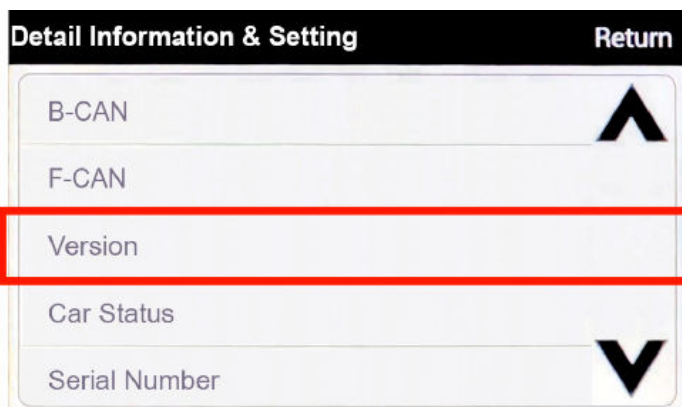 Detail Information & Setting Return
B-CAN
F-CAN
Version
Car Status
Serial Number